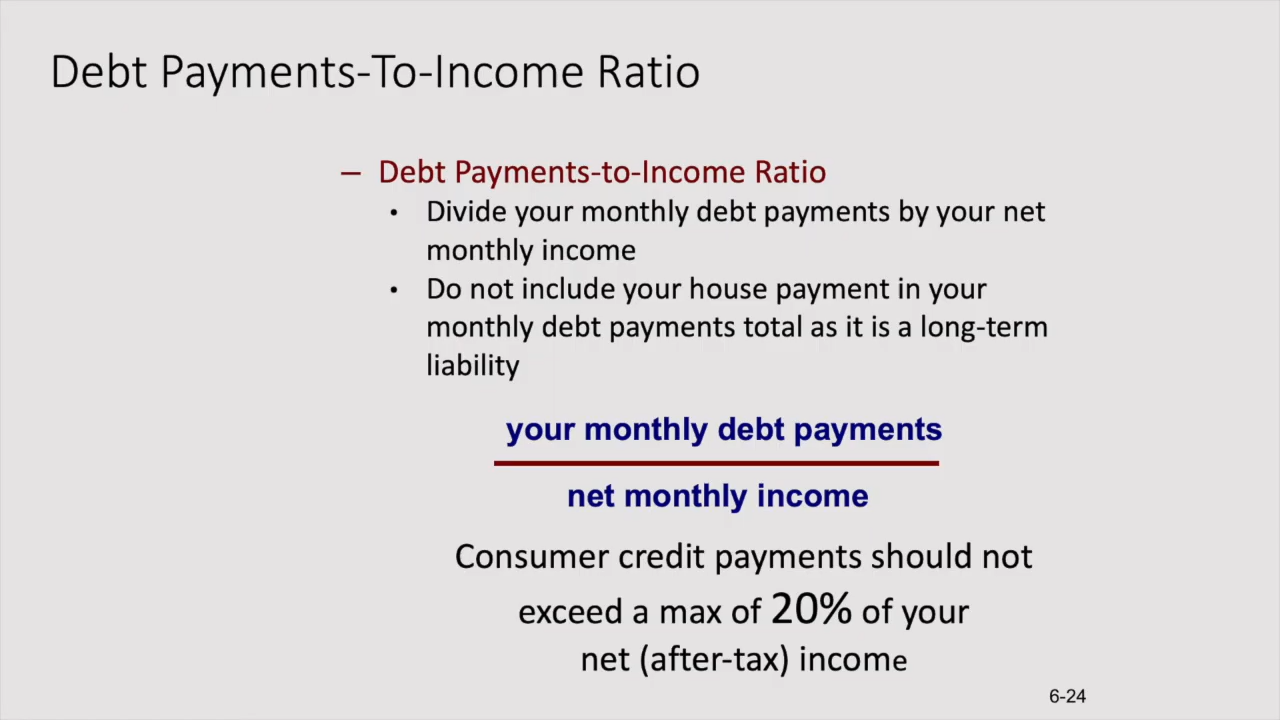 Debt Payments-To-Income Ratio
– Debt Payments-to-Income Ratio
• Divide your monthly debt payments by your net
monthly income
• Do not include your house payment in your
monthly debt payments total as it is a long-term
liability
your monthly debt payments
net monthly income
Consumer credit payments should not
exceed a max of 20% of your
net (after-tax) income
6-24